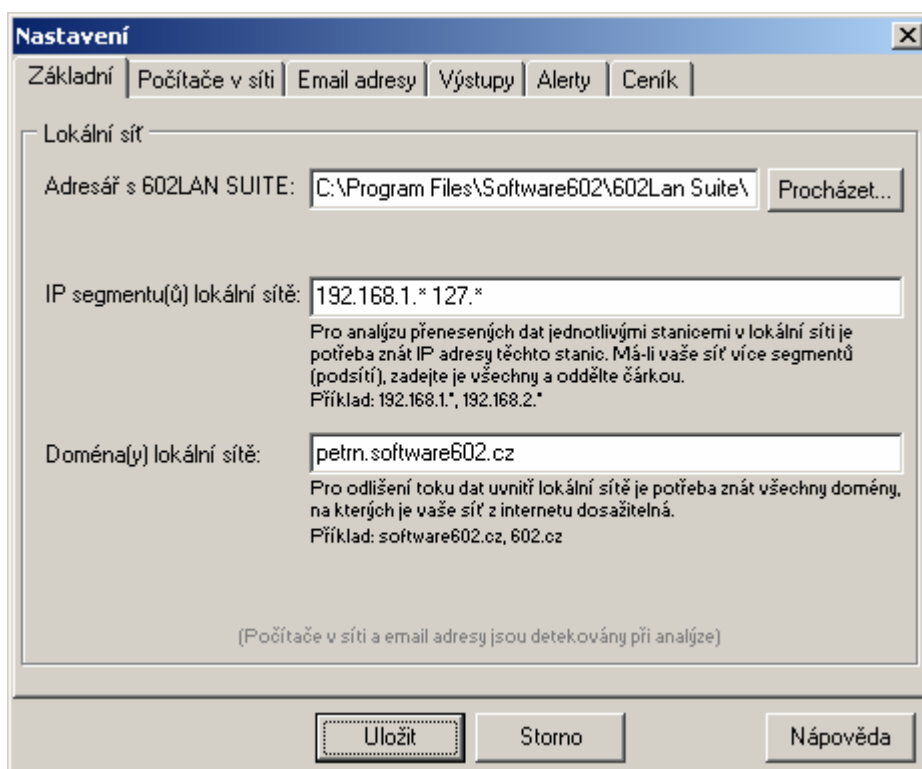 Nastavení
Základní Počítače v síti Email adresy Výstupy Alerty Ceník
Lokální síť
Adresář s 602LAN SUITE: C:\Program Files\Software602\602Lan Suite\ Procházet...
IP segmentu(ů) lokální sítě: 192.168.1.* 127.*
Pro analýzu přenesených dat jednotlivými stanicemi v lokální síti je
potřeba znát IP adresy těchto stanic. Má-li vaše síť více segmentů
(podsítí), zadejte je všechny a oddělte čárkou.
Příklad: 192.168.1.*, 192.168.2.*
Doména(y) lokální sítě: petrn.software602.cz
Pro odlišení toku dat uvnitř lokální sítě je potřeba znát všechny domény,
na kterých je vaše síť z internetu dosažitelná.
Příklad: software602.cz, 602.cz
(Počítače v síti a email adresy jsou detekovány při analýze)
Uložit Storno Nápověda